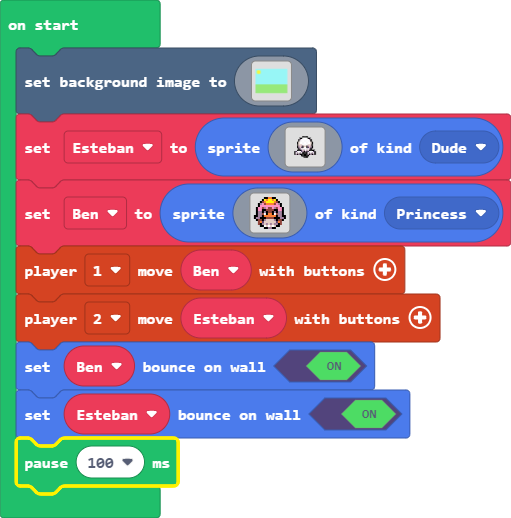 on start
set background image to
set Esteban to sprite of kind Dude
set Ben to sprite of kind Princess
player 1 move Ben with buttons
player 2 move Esteban with buttons
set Ben bounce on wall ON
set Esteban bounce on wall ON
pause 100 ms